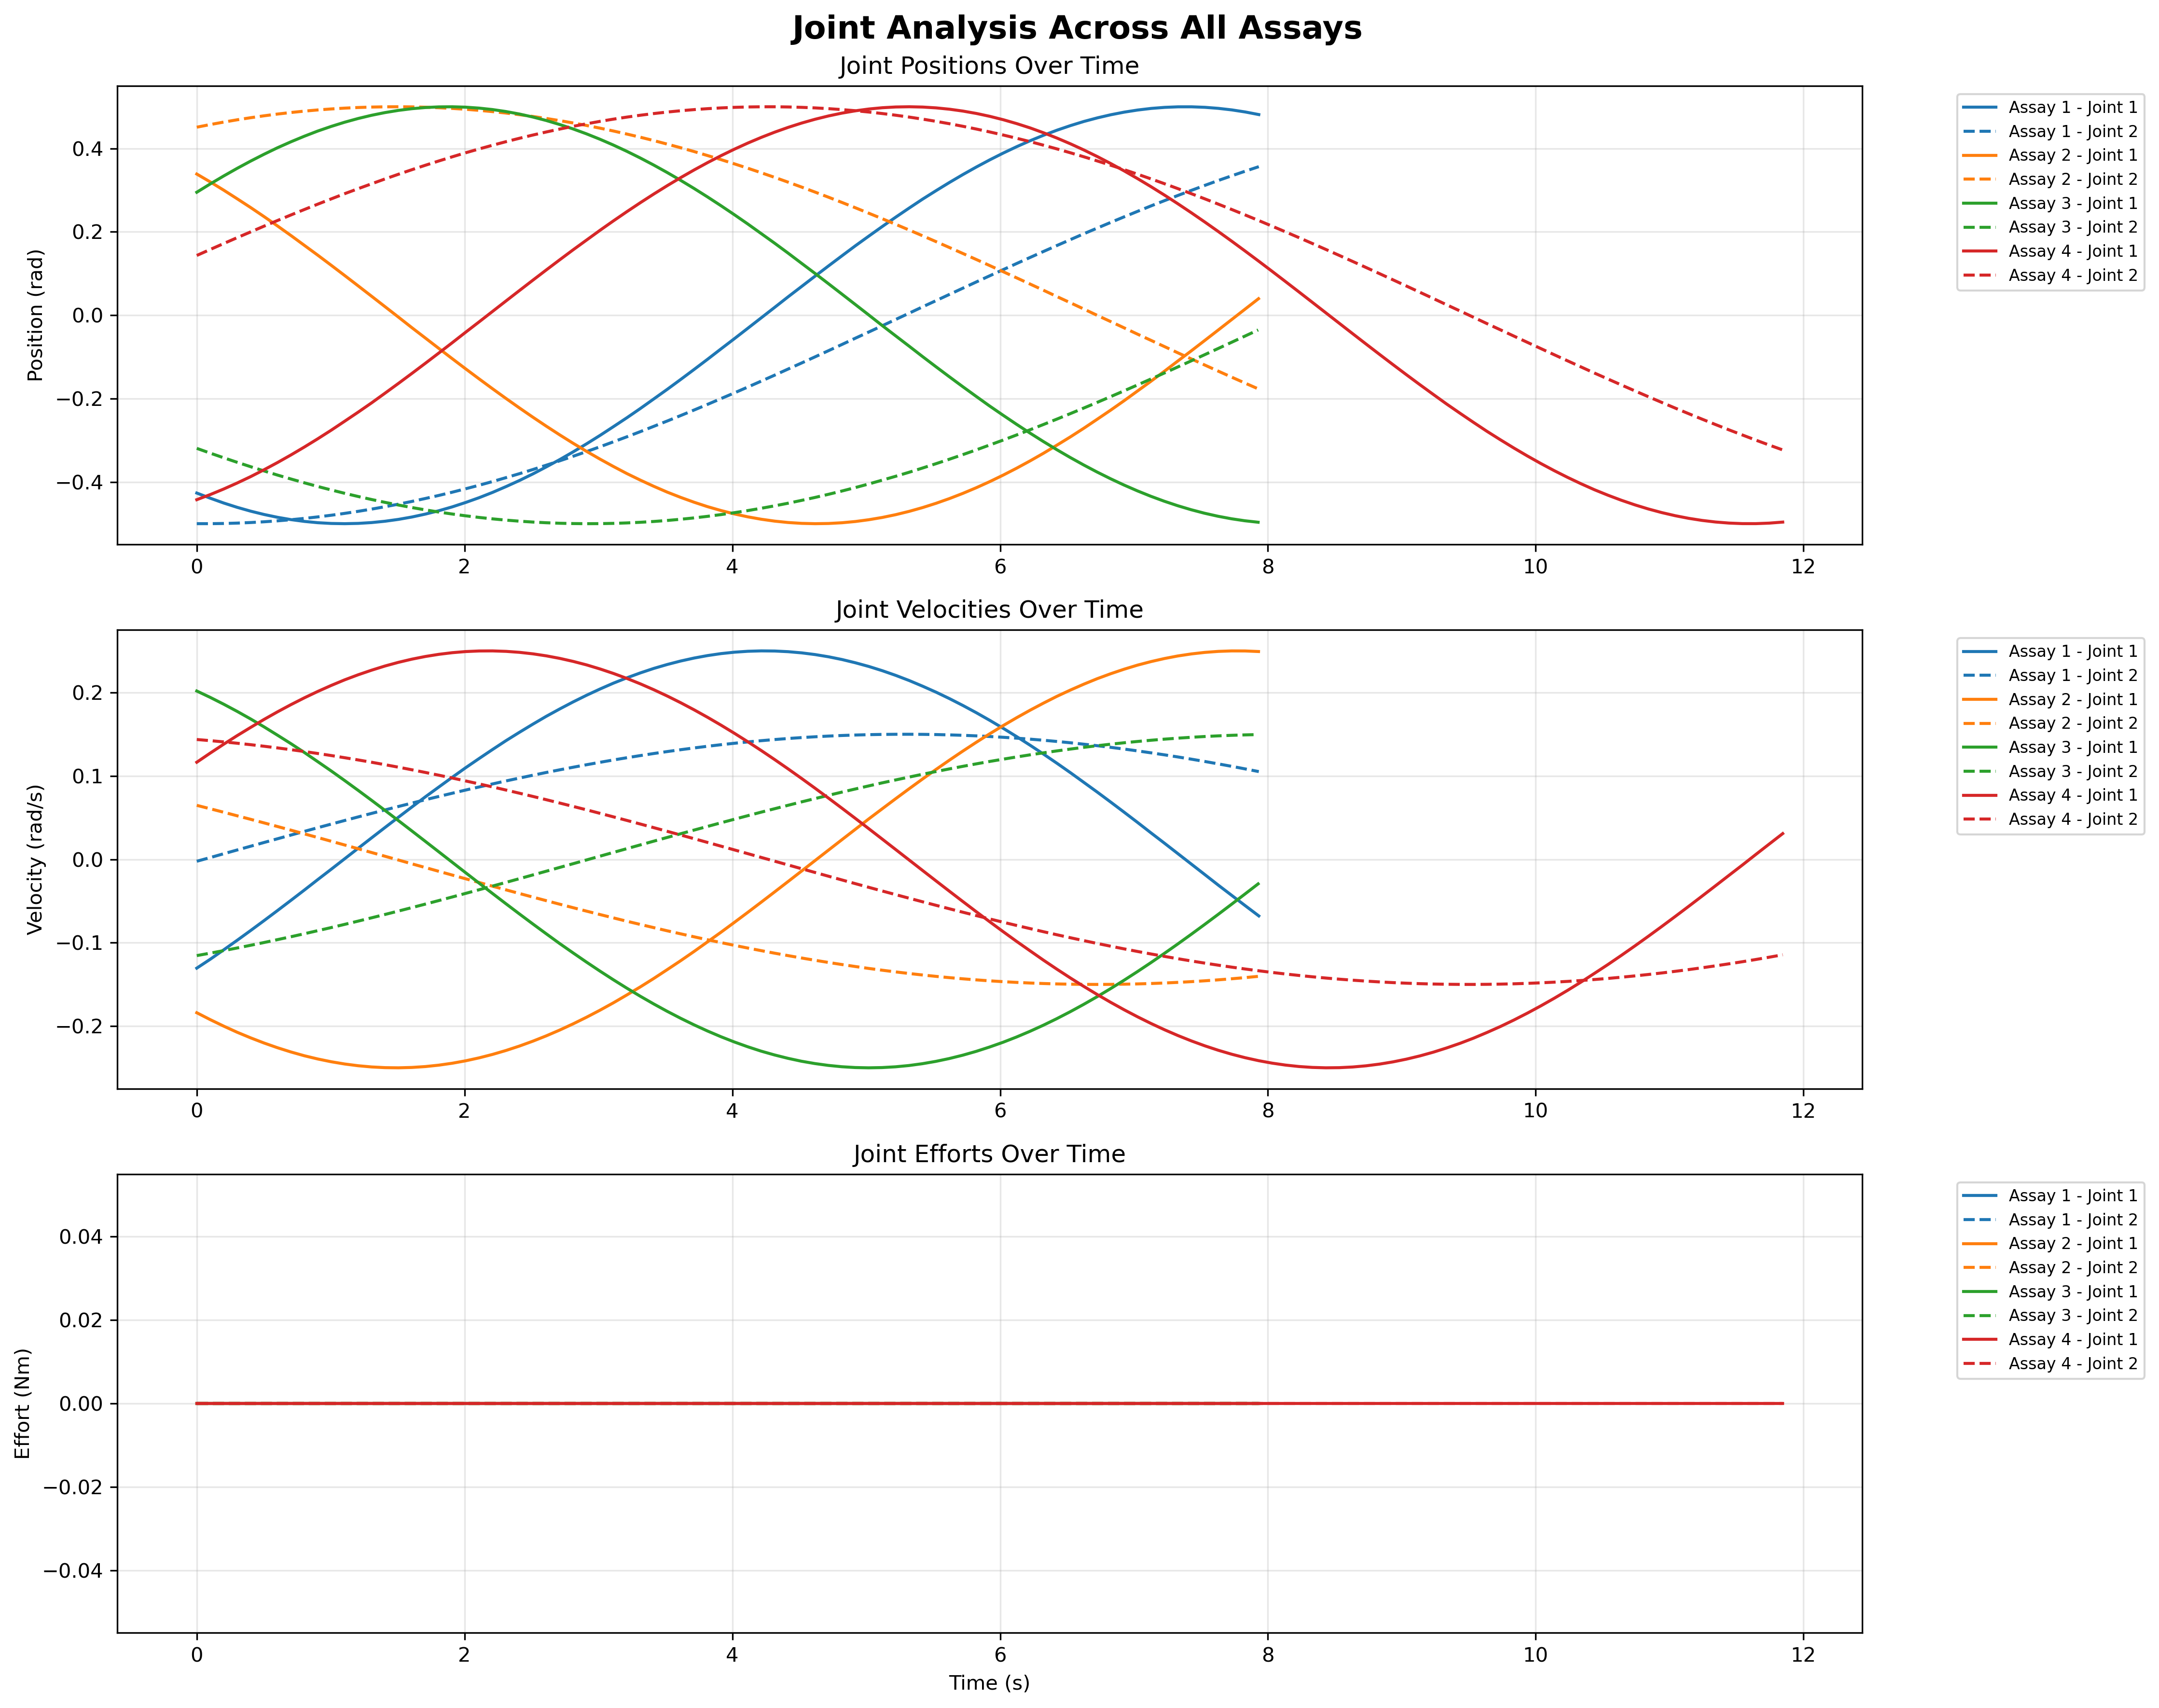 Joint Analysis Across All Assays
Joint Positions Over Time
Position (rad)
0.4
0.2
0.0
−0.2
−0.4
0 2 4 6 8 10 12
Assay 1 - Joint 1
Assay 1 - Joint 2
Assay 2 - Joint 1
Assay 2 - Joint 2
Assay 3 - Joint 1
Assay 3 - Joint 2
Assay 4 - Joint 1
Assay 4 - Joint 2
Joint Velocities Over Time
Velocity (rad/s)
0.2
0.1
0.0
−0.1
−0.2
0 2 4 6 8 10 12
Assay 1 - Joint 1
Assay 1 - Joint 2
Assay 2 - Joint 1
Assay 2 - Joint 2
Assay 3 - Joint 1
Assay 3 - Joint 2
Assay 4 - Joint 1
Assay 4 - Joint 2
Joint Efforts Over Time
Effort (Nm)
0.04
0.02
0.00
−0.02
−0.04
0 2 4 6 8 10 12
Time (s)
Assay 1 - Joint 1
Assay 1 - Joint 2
Assay 2 - Joint 1
Assay 2 - Joint 2
Assay 3 - Joint 1
Assay 3 - Joint 2
Assay 4 - Joint 1
Assay 4 - Joint 2